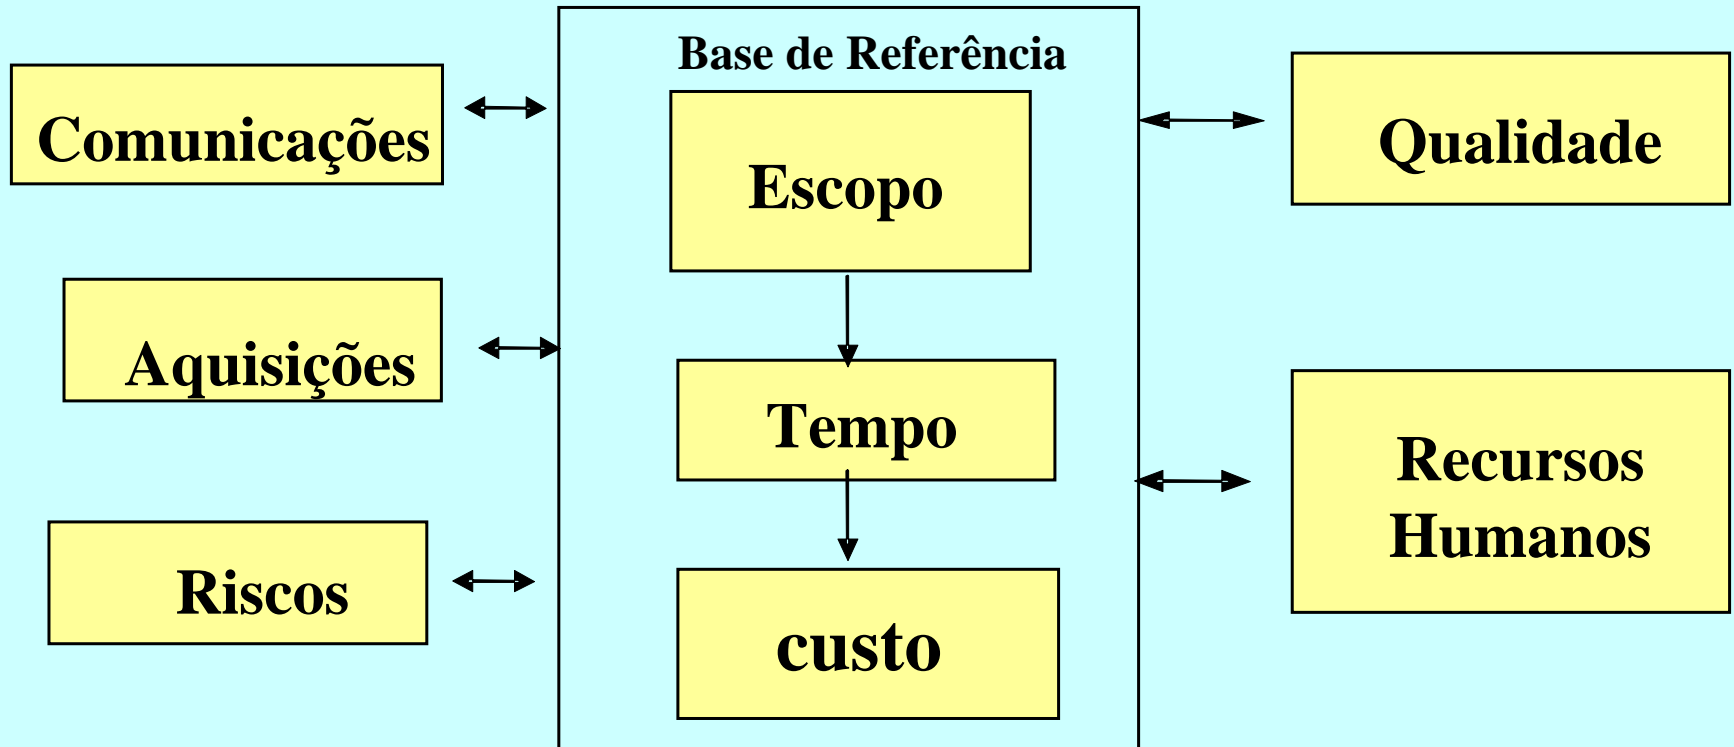 Base de Referência
Comunicações
Escopo
Qualidade
Aquisições
Tempo
Recursos
Humanos
Riscos
custo